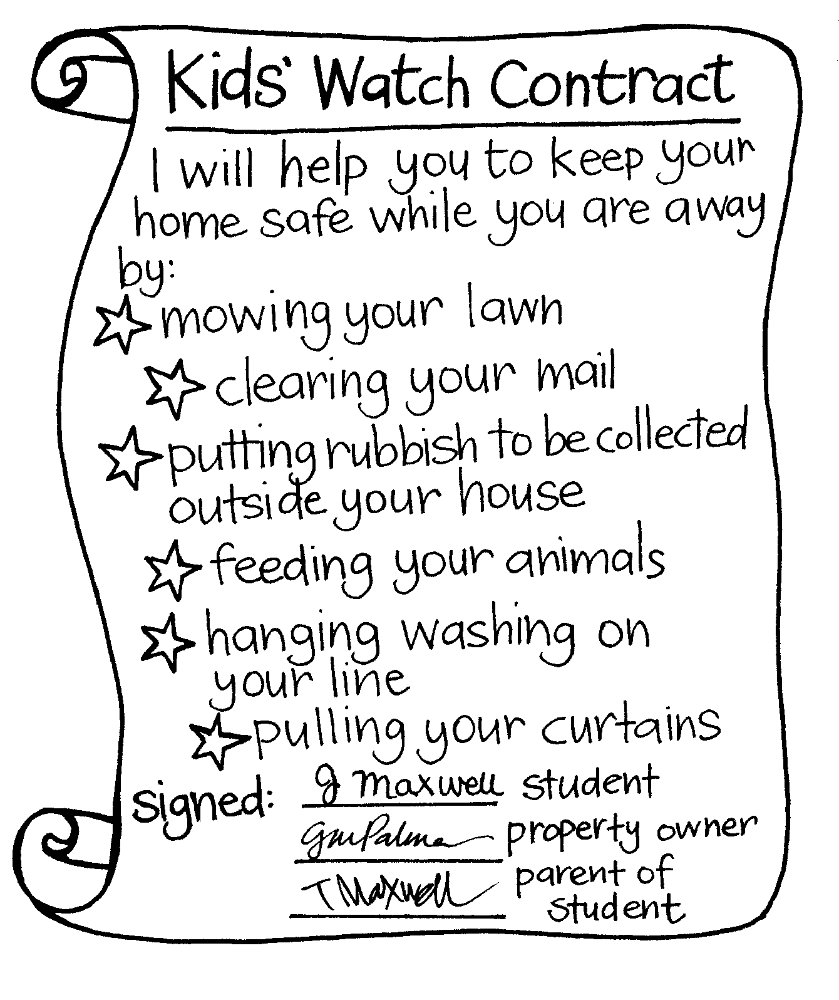 Kids' Watch Contract
I will help you to keep your
home safe while you are away
by:
mowing your lawn
clearing your mail
putting rubbish to be collected
outside your house
feeding your animals
hanging washing on
your line
pulling your curtains
signed: J Maxwell student
GmPalma property owner
T Maxwell parent of
student